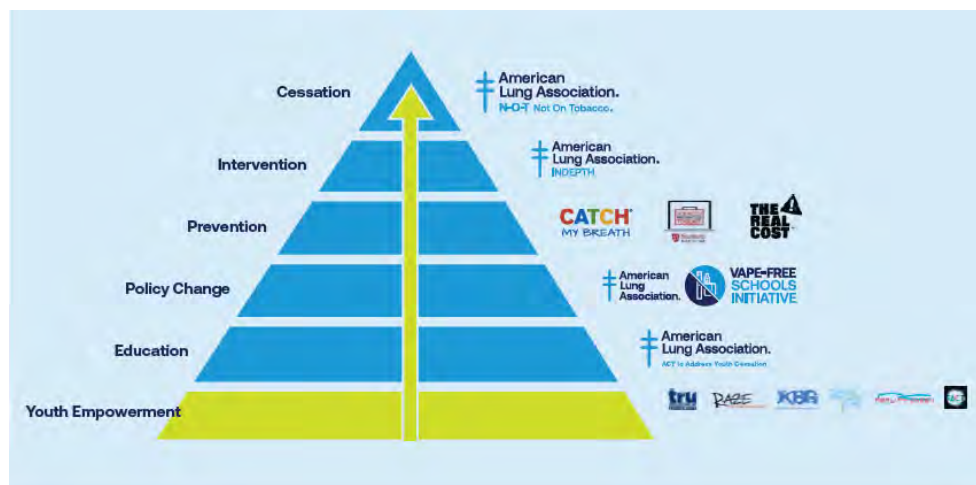 Cessation
American
Lung Association.
N-O-T Not On Tobacco.
Intervention
American
Lung Association.
INDEPTH
Prevention
CATCH
MY BREATH
THE
REAL
COST
Policy Change
American
Lung
Association.
VAPE-FREE
SCHOOLS
INITIATIVE
Education
American
Lung Association.
ACT to Address Youth Cessation
Youth Empowerment
tru
RAZE